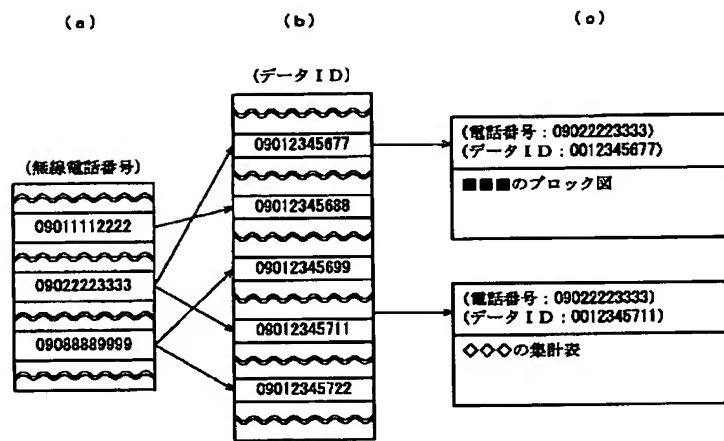 (a)
(b)
(c)
(無線電話番号)
09011112222
09022223333
09088889999
(データID)
09012345677
09012345688
09012345699
09012345711
09012345722
(電話番号:09022223333)
(データID:0012345677)
■■■のブロック図
(電話番号:09022223333)
(データID:0012345711)
◇◇◇の集計表